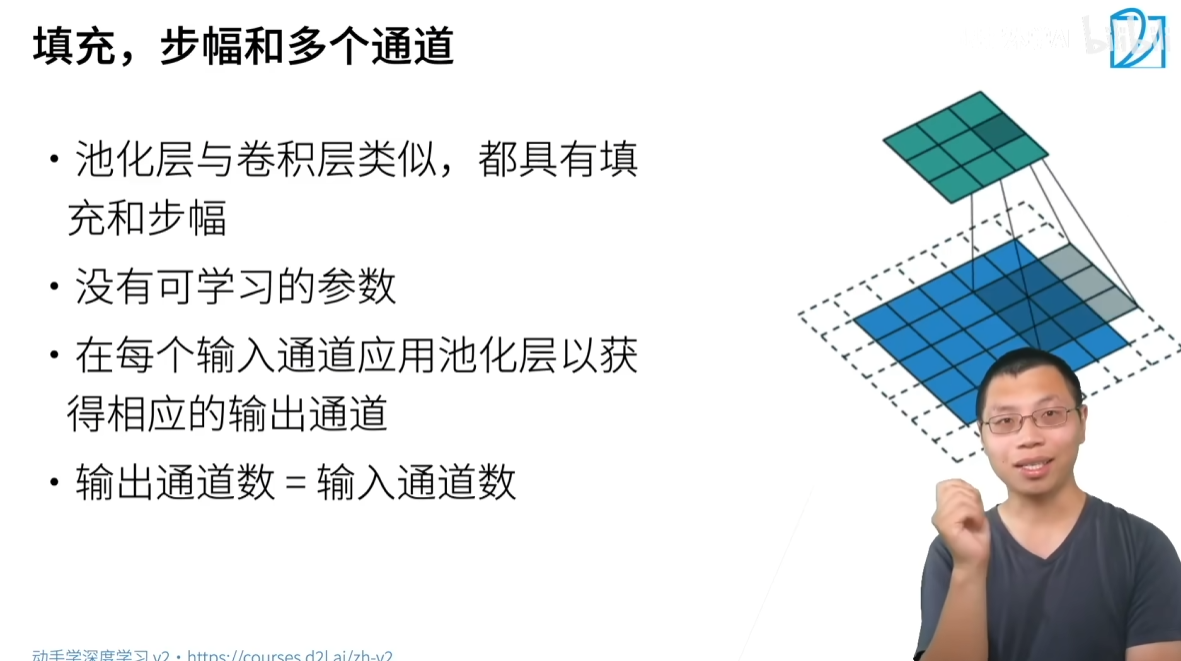 填充，步幅和多个通道
• 池化层与卷积层类似，都具有填
充和步幅
• 没有可学习的参数
• 在每个输入通道应用池化层以获
得相应的输出通道
• 输出通道数 = 输入通道数
动手学深度学习 v2 • https://courses.d2l.ai/zh-v2
bilibili